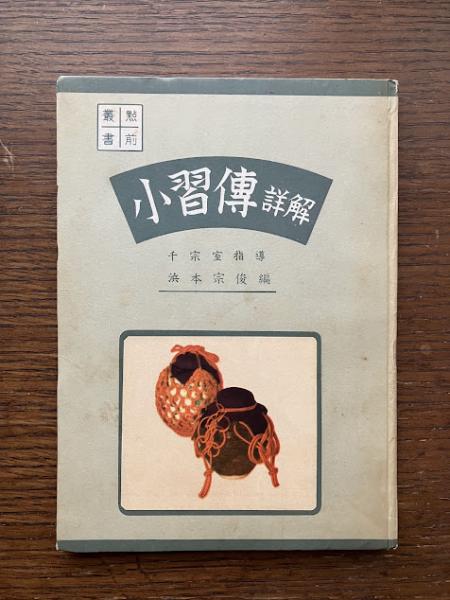 點前
叢書
小習傳詳解
千宗室指導
浜本宗俊編